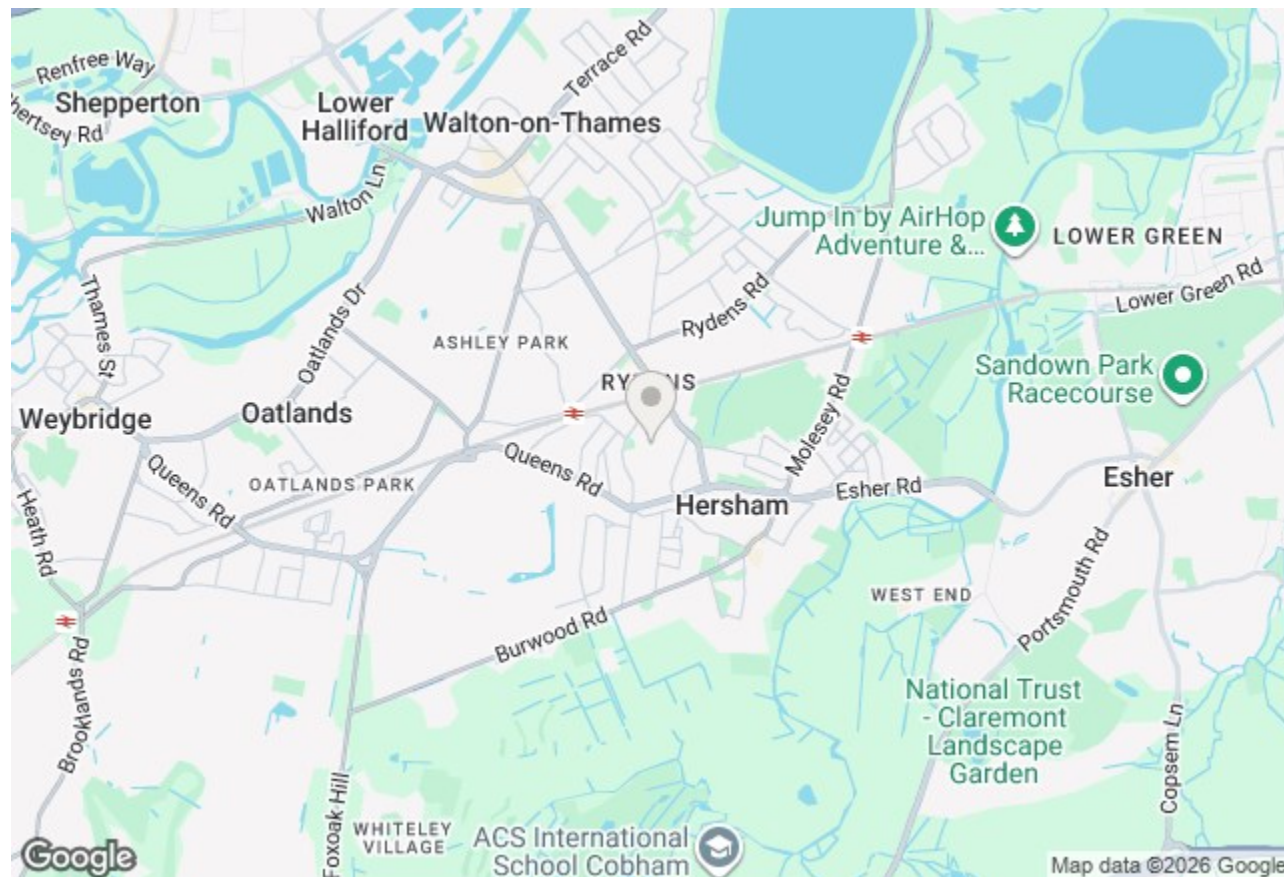 Renfree Way
Shepperton
hertsey Rd
Lower
Halliford
Walton-on-Thames
Terrace Rd
Walton Ln
Jump In by AirHop
Adventure &...
LOWER GREEN
Thames St
Oatlands Dr
ASHLEY PARK
Rydens Rd
Lower Green Rd
Sandown Park
Racecourse
Weybridge
Oatlands
Molesey Rd
Queens Rd
OATLANDS PARK
Queens Rd
Hersham
Esher Rd
Esher
Heath Rd
WEST END
Portsmouth Rd
Burwood Rd
Brooklands Rd
National Trust
- Claremont
Landscape
Garden
Copsem Ln
Foxoak Hill
WHITELEY
VILLAGE
ACS International
School Cobham
Google
Map data ©2026 Google